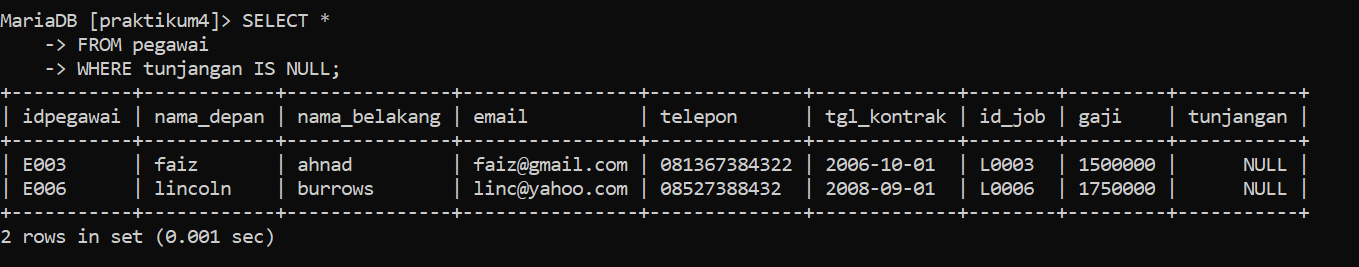 MariaDB [praktikum4]> SELECT *
    -> FROM pegawai
    -> WHERE tunjangan IS NULL;
+-----------+------------+---------------+----------------+--------------+-------------+--------+---------+-----------+
| idpegawai | nama_depan | nama_belakang | email          | telepon      | tgl_kontrak | id_job | gaji    | tunjangan |
+-----------+------------+---------------+----------------+--------------+-------------+--------+---------+-----------+
| E003      | faiz       | ahnad         | faiz@gmail.com | 081367384322 | 2006-10-01  | L0003  | 1500000 |      NULL |
| E006      | lincoln    | burrows       | linc@yahoo.com | 08527388432  | 2008-09-01  | L0006  | 1750000 |      NULL |
+-----------+------------+---------------+----------------+--------------+-------------+--------+---------+-----------+
2 rows in set (0.001 sec)